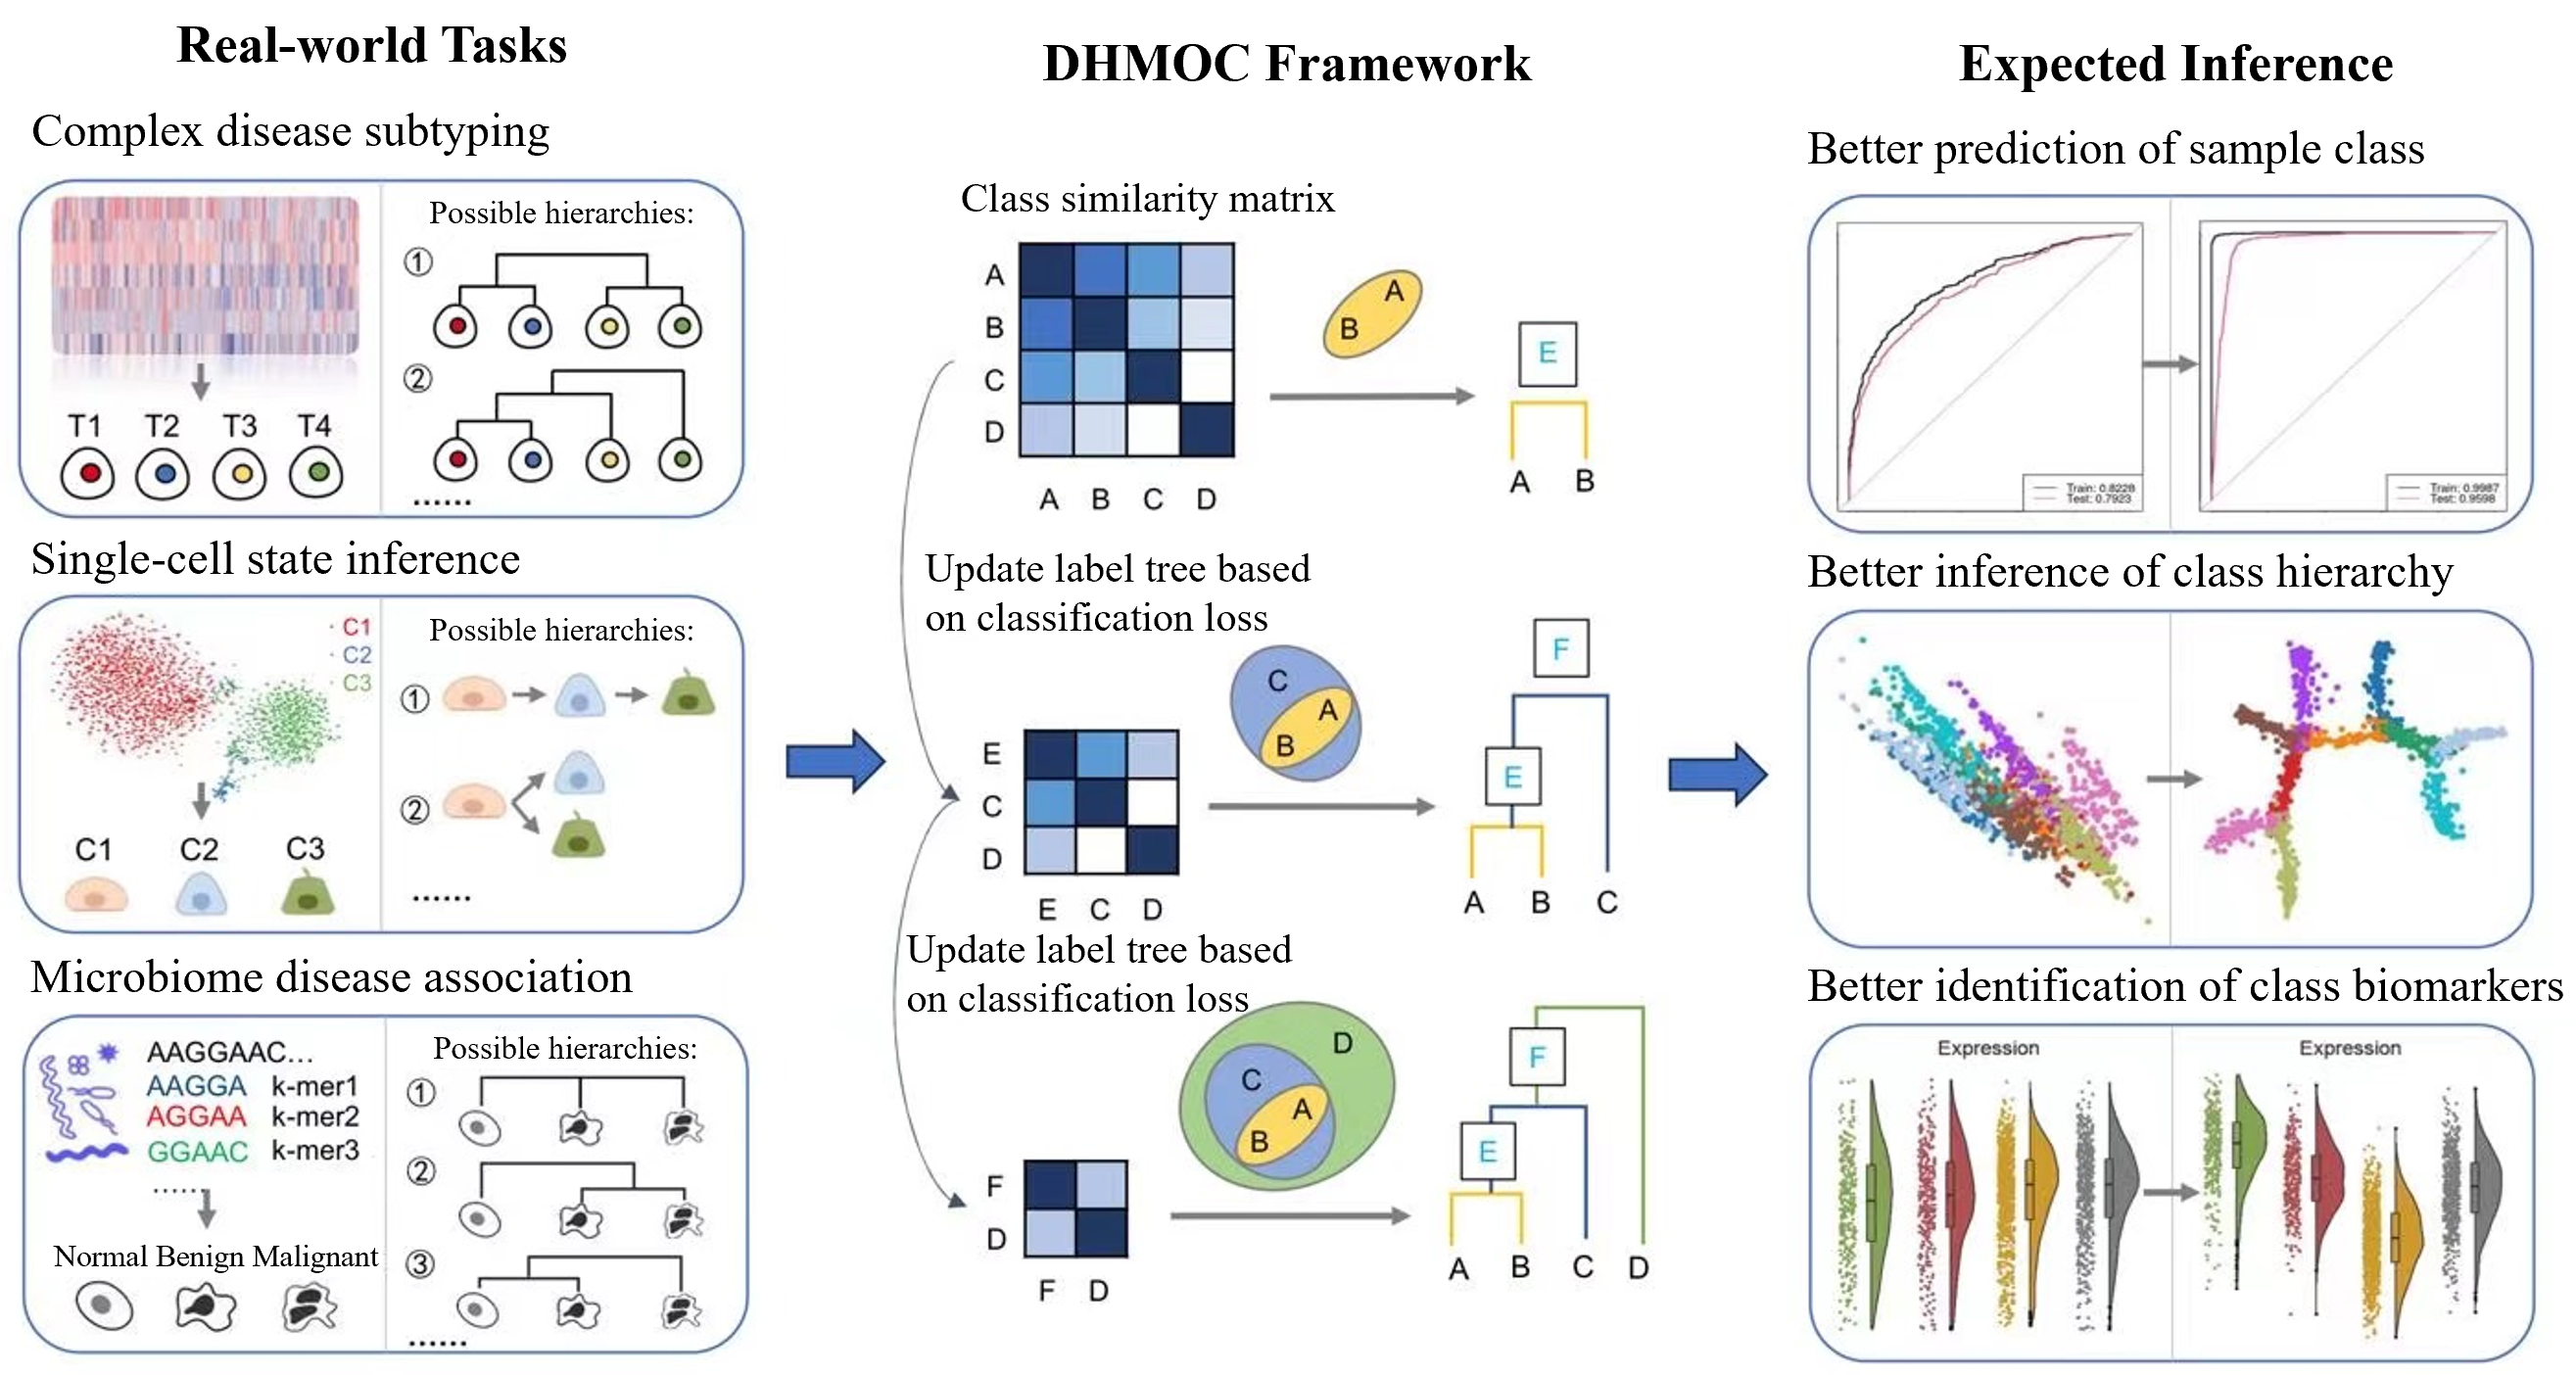 Real-world Tasks
Complex disease subtyping
T1 T2 T3 T4
Possible hierarchies:
①
②
......
Single-cell state inference
C1
C2
C3
C1 C2 C3
Possible hierarchies:
①
②
......
Microbiome disease association
AAGGAAC...
AAGGA k-mer1
AGGAA k-mer2
GGAAC k-mer3
......
Normal Benign Malignant
Possible hierarchies:
①
②
③
......
DHMOC Framework
Class similarity matrix
A
B
C
D
A B C D
A
B
E
A B
Update label tree based
on classification loss
E
C
D
E C D
C
A
B
F
E
A B C
Update label tree based
on classification loss
F
D
F D
D
C
A
B
F
E
A B C D
Expected Inference
Better prediction of sample class
Train: 0.8228
Test: 0.7923
Train: 0.9987
Test: 0.9598
Better inference of class hierarchy
Better identification of class biomarkers
Expression
Expression